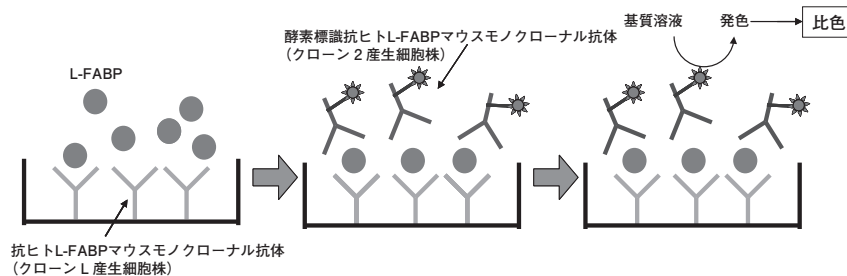 L-FABP
抗ヒトL-FABPマウスモノクローナル抗体
（クローンL産生細胞株）
酵素標識抗ヒトL-FABPマウスモノクローナル抗体
（クローン2産生細胞株）
基質溶液
発色
比色